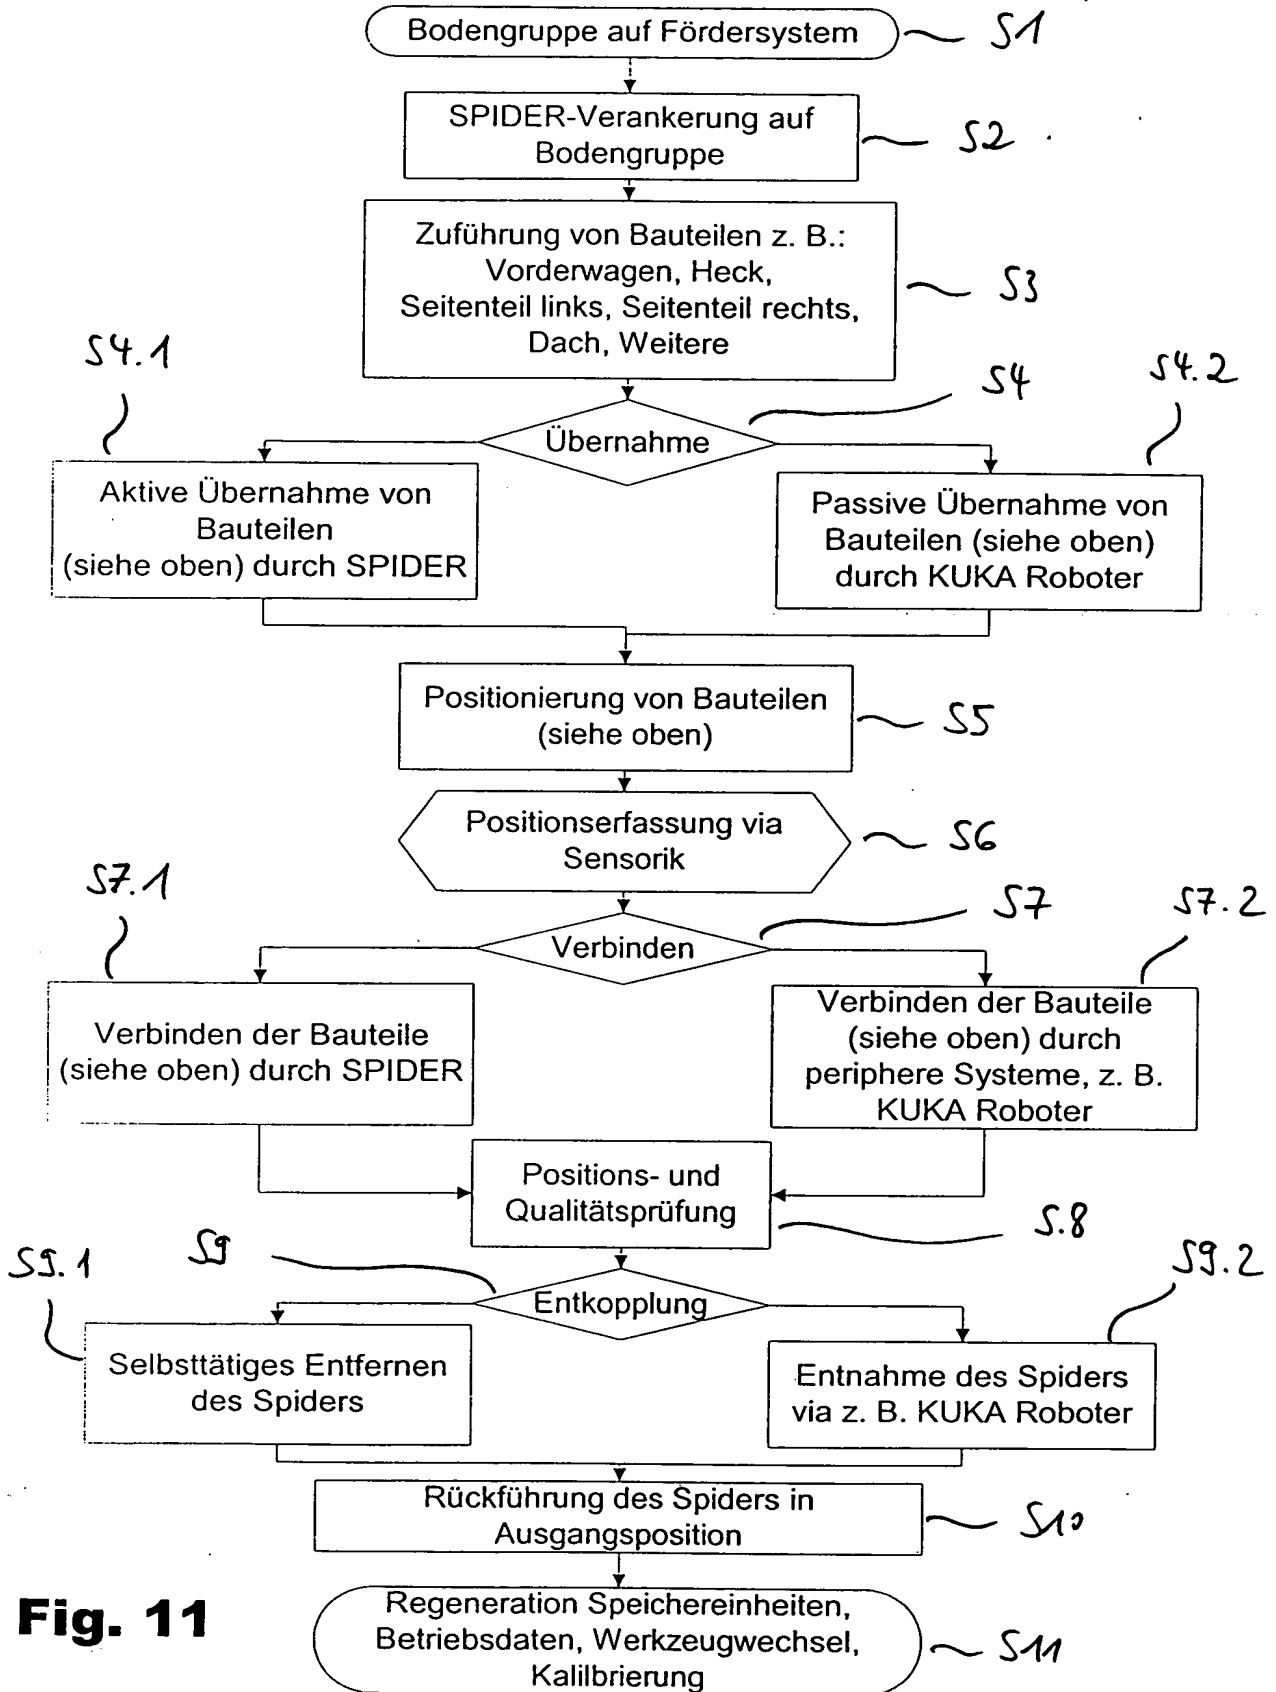 Bodengruppe auf Fördersystem
S1
SPIDER-Verankerung auf
Bodengruppe
S2
Zuführung von Bauteilen z. B.:
Vorderwagen, Heck,
Seitenteil links, Seitenteil rechts,
Dach, Weitere
S3
S4.1
S4
S4.2
Übernahme
Aktive Übernahme von
Bauteilen
(siehe oben) durch SPIDER
Passive Übernahme von
Bauteilen (siehe oben)
durch KUKA Roboter
Positionierung von Bauteilen
(siehe oben)
S5
Positionserfassung via
Sensorik
S6
S7.1
S7
S7.2
Verbinden
Verbinden der Bauteile
(siehe oben) durch SPIDER
Verbinden der Bauteile
(siehe oben) durch
periphere Systeme, z. B.
KUKA Roboter
Positions- und
Qualitätsprüfung
S.8
S9.1
S9
S9.2
Entkopplung
Selbsttätiges Entfernen
des Spiders
Entnahme des Spiders
via z. B. KUKA Roboter
Rückführung des Spiders in
Ausgangsposition
S10
Regeneration Speichereinheiten,
Betriebsdaten, Werkzeugwechsel,
Kalilbrierung
S11
Fig. 11